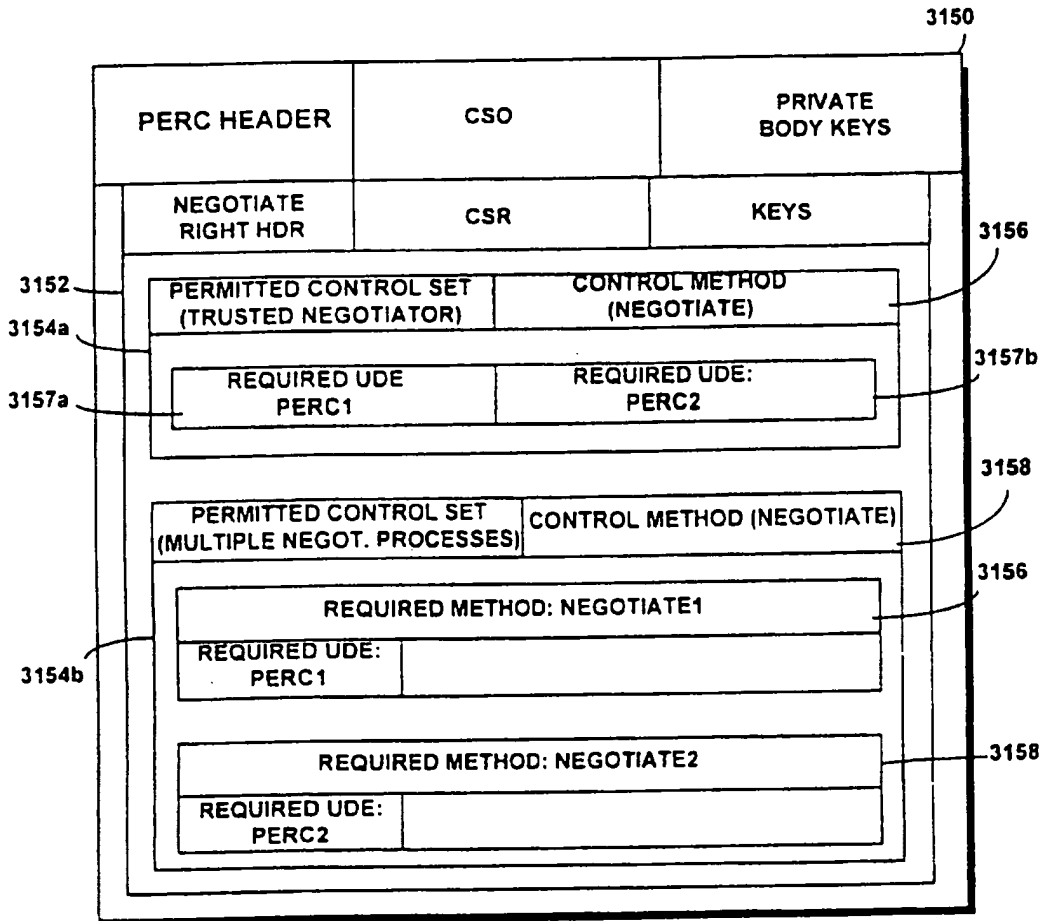 3150
PERC HEADER
CSO
PRIVATE
BODY KEYS
NEGOTIATE
RIGHT HDR
CSR
KEYS
3156
3152
PERMITTED CONTROL SET
(TRUSTED NEGOTIATOR)
CONTROL METHOD
(NEGOTIATE)
3154a
3157b
REQUIRED UDE
PERC1
REQUIRED UDE:
PERC2
3157a
3158
PERMITTED CONTROL SET
(MULTIPLE NEGOT. PROCESSES)
CONTROL METHOD (NEGOTIATE)
3156
REQUIRED METHOD: NEGOTIATE1
REQUIRED UDE:
PERC1
3154b
REQUIRED METHOD: NEGOTIATE2
3158
REQUIRED UDE:
PERC2